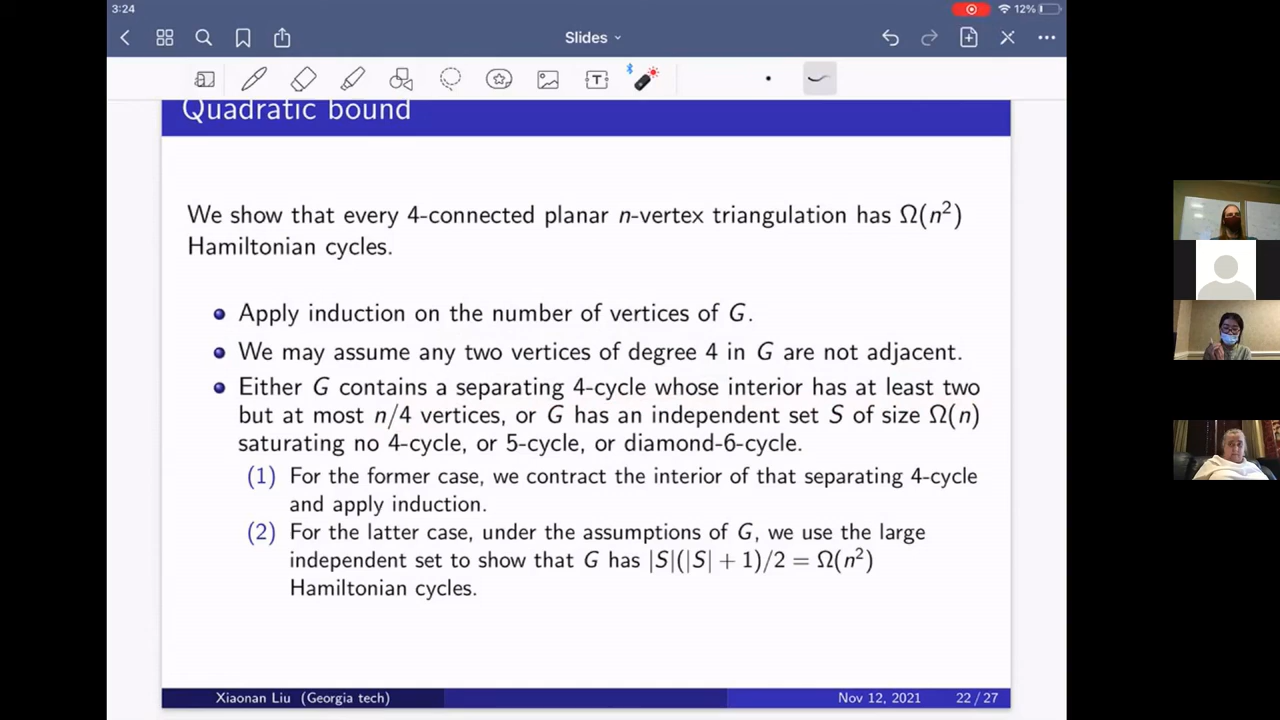 3:24
12%
Slides
T
Quadratic bound
We show that every 4-connected planar n-vertex triangulation has Ω(n²)
Hamiltonian cycles.
Apply induction on the number of vertices of G.
We may assume any two vertices of degree 4 in G are not adjacent.
Either G contains a separating 4-cycle whose interior has at least two
but at most n/4 vertices, or G has an independent set S of size Ω(n)
saturating no 4-cycle, or 5-cycle, or diamond-6-cycle.
(1) For the former case, we contract the interior of that separating 4-cycle
and apply induction.
(2) For the latter case, under the assumptions of G, we use the large
independent set to show that G has |S|(|S| + 1)/2 = Ω(n²)
Hamiltonian cycles.
Xiaonan Liu (Georgia tech) Nov 12, 2021 22 / 27